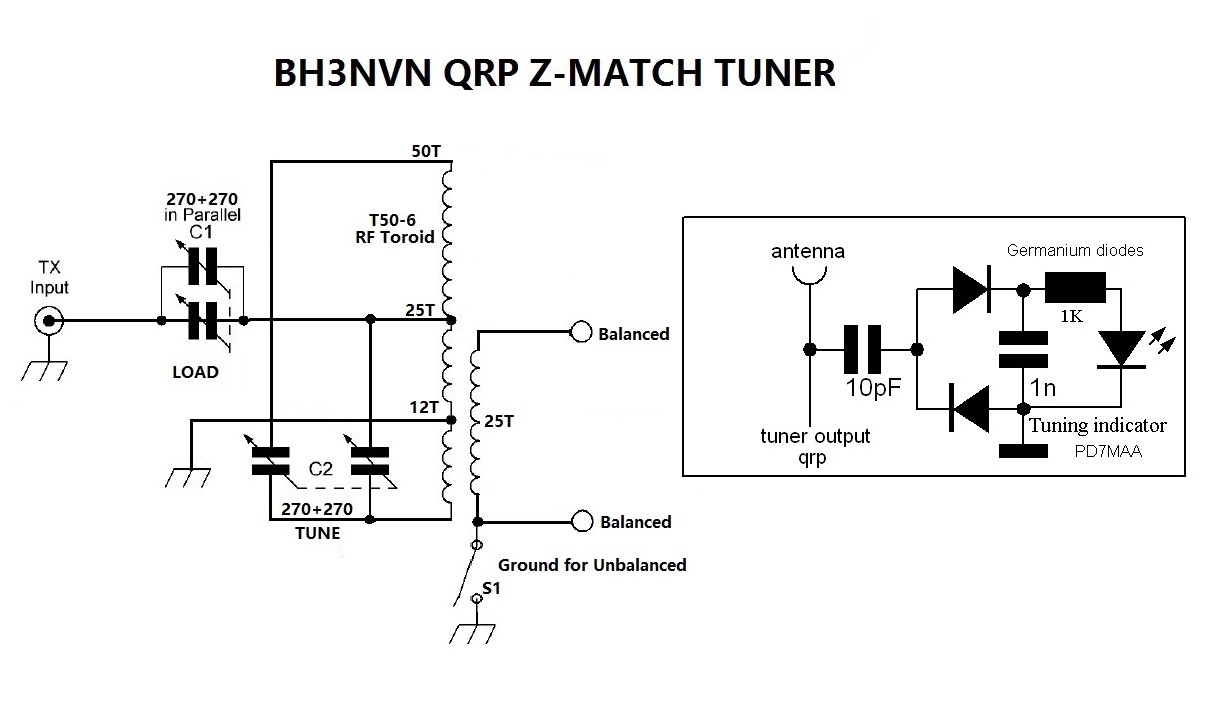 BH3NVN QRP Z-MATCH TUNER
50T
270+270
in Parallel
C1
T50-6
RF Toroid
TX
Input
25T
LOAD
Balanced
12T
25T
C2
270+270
TUNE
Balanced
Ground for Unbalanced
S1
antenna
Germanium diodes
1K
10pF
1n
tuner output
qrp
Tuning indicator
PD7MAA